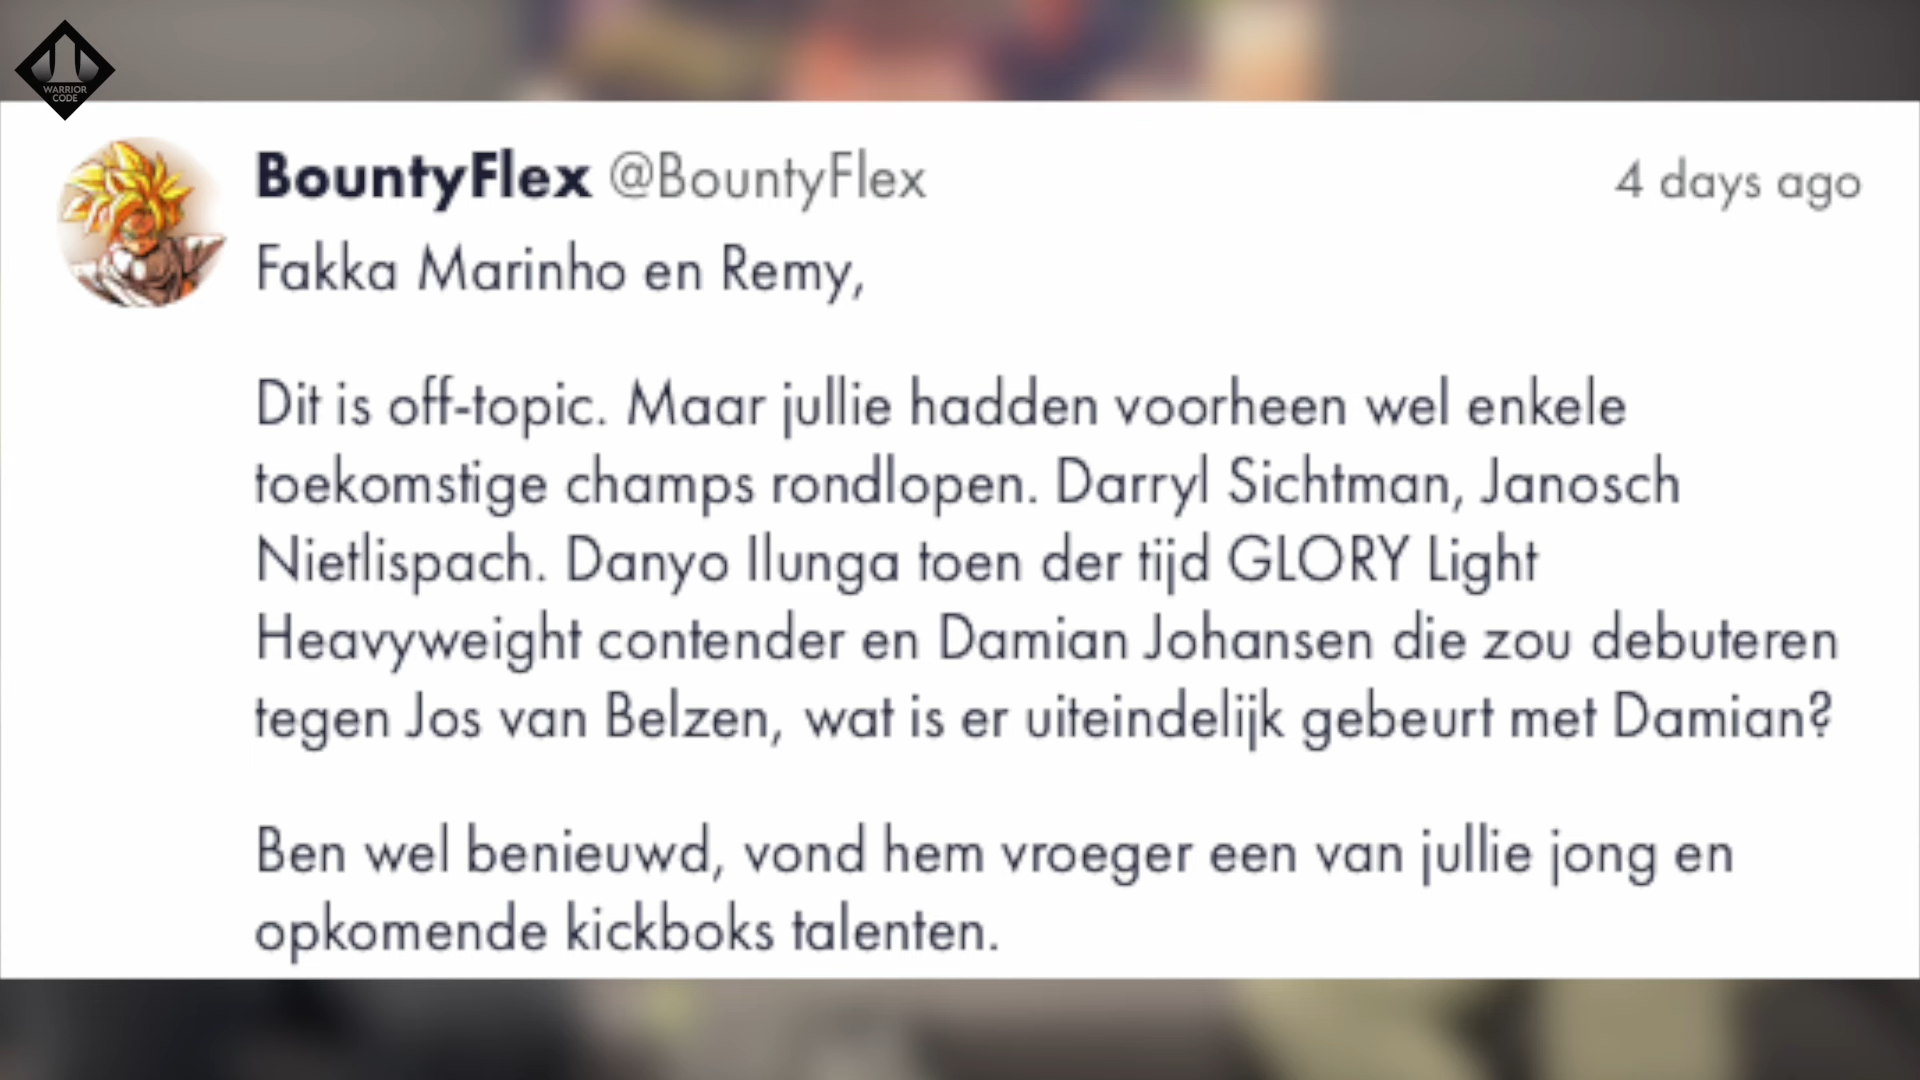 WARRIOR
CODE
BountyFlex @BountyFlex 4 days ago
Fakka Marinho en Remy,
Dit is off-topic. Maar jullie hadden voorheen wel enkele
toekomstige champs rondlopen. Darryl Sichtman, Janosch
Nietlispach. Danyo Ilunga toen der tijd GLORY Light
Heavyweight contender en Damian Johansen die zou debuteren
tegen Jos van Belzen, wat is er uiteindelijk gebeurt met Damian?
Ben wel benieuwd, vond hem vroeger een van jullie jong en
opkomende kickboks talenten.